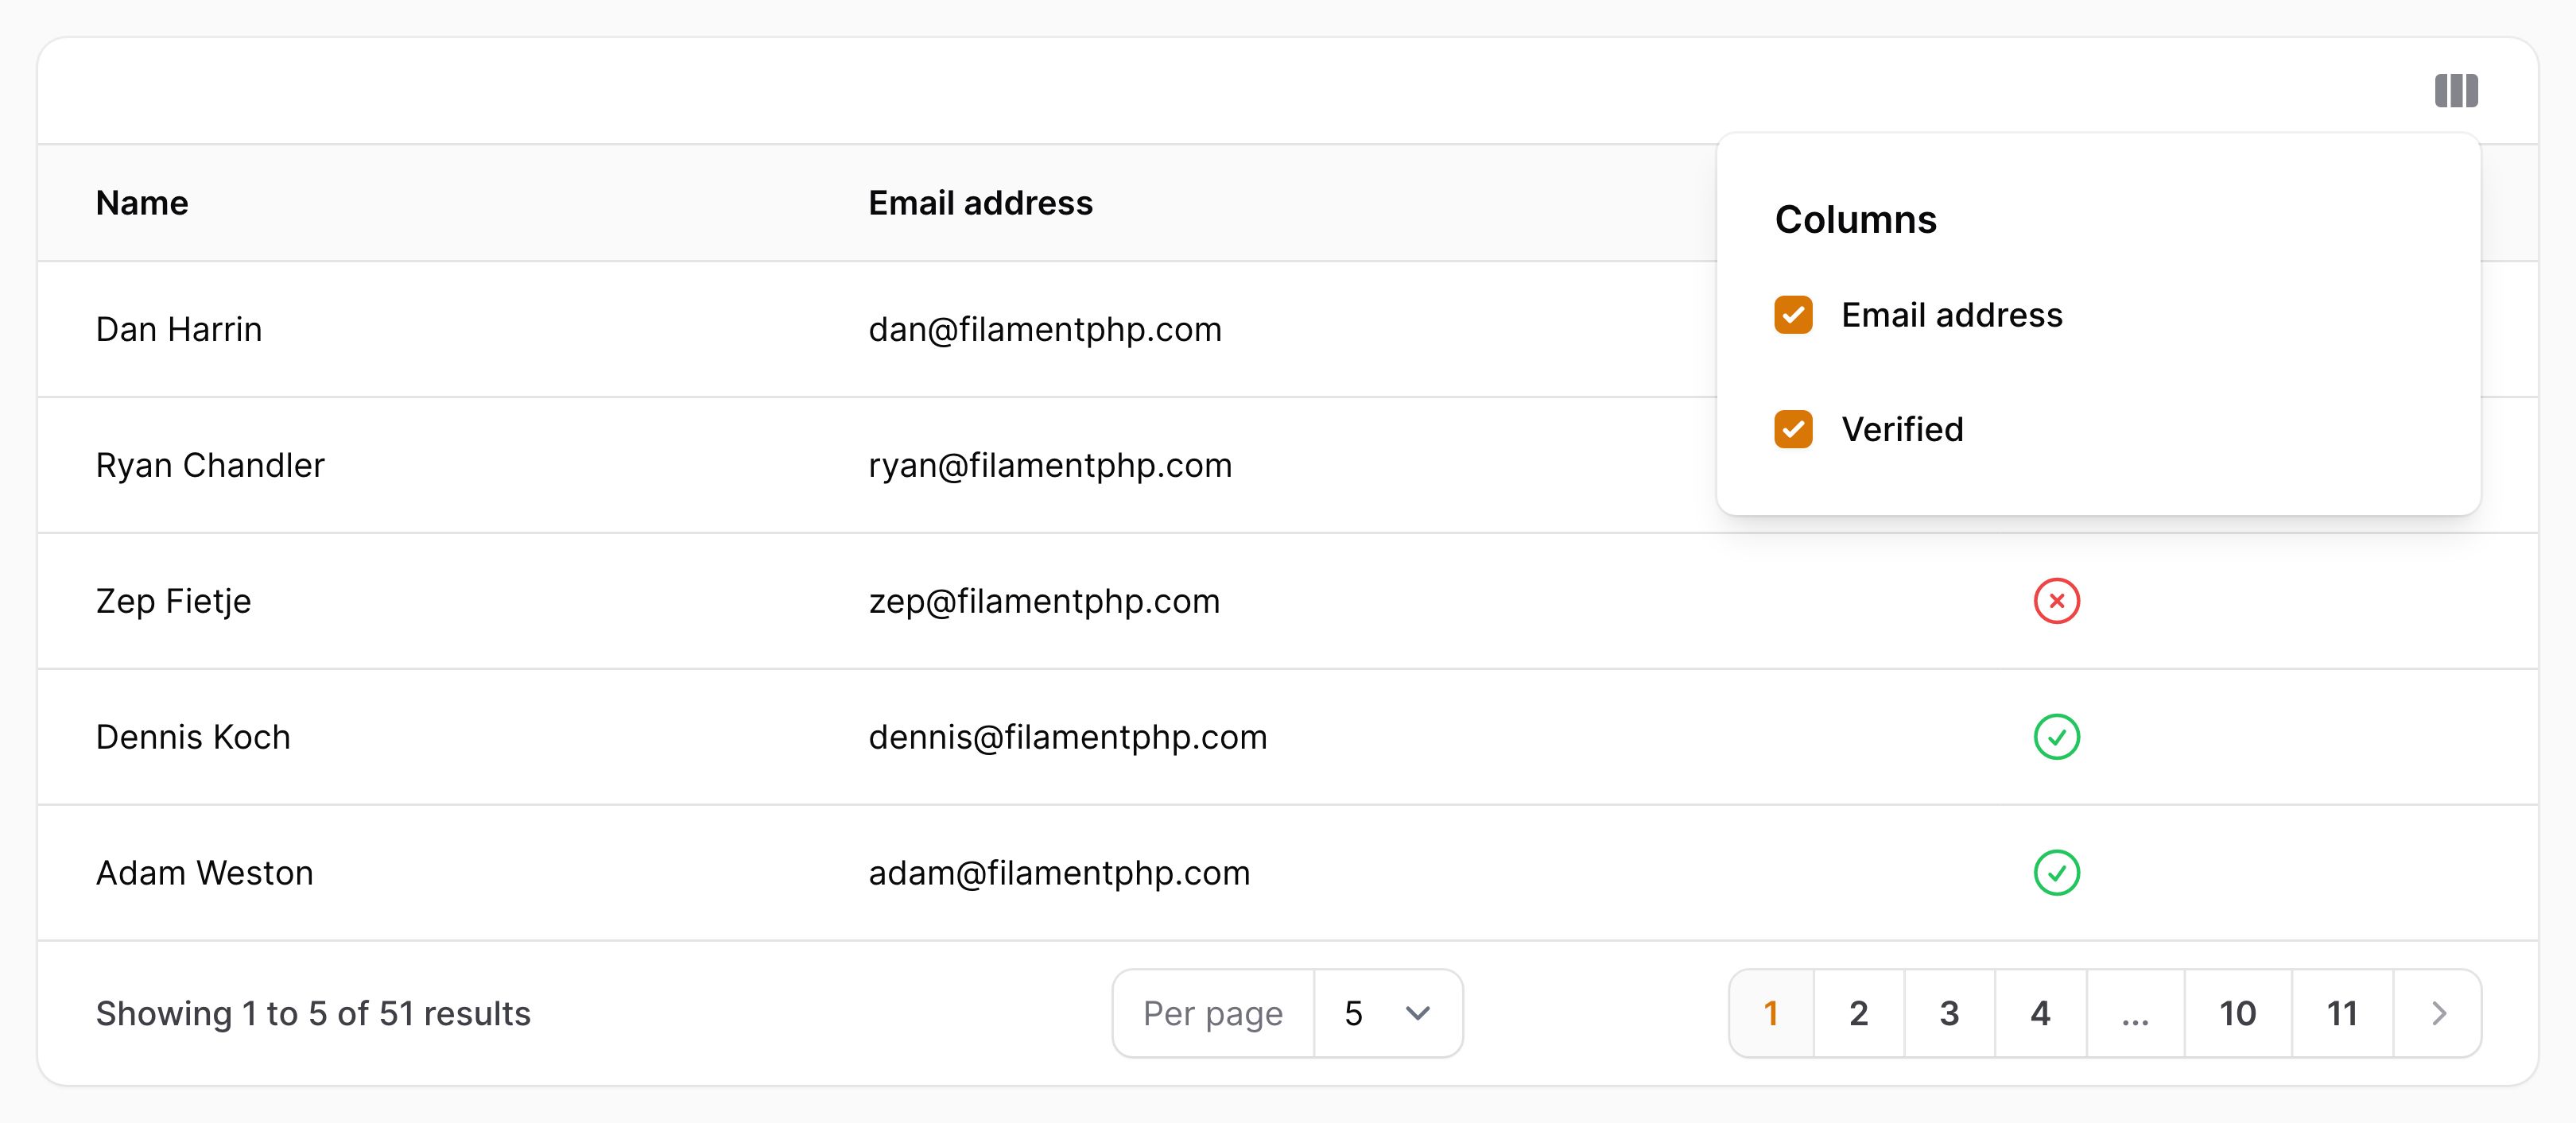 Name Email address
Columns
Email address
Verified
Dan Harrin dan@filamentphp.com
Ryan Chandler ryan@filamentphp.com
Zep Fietje zep@filamentphp.com
Dennis Koch dennis@filamentphp.com
Adam Weston adam@filamentphp.com
Showing 1 to 5 of 51 results Per page 5 1 2 3 4 ... 10 11